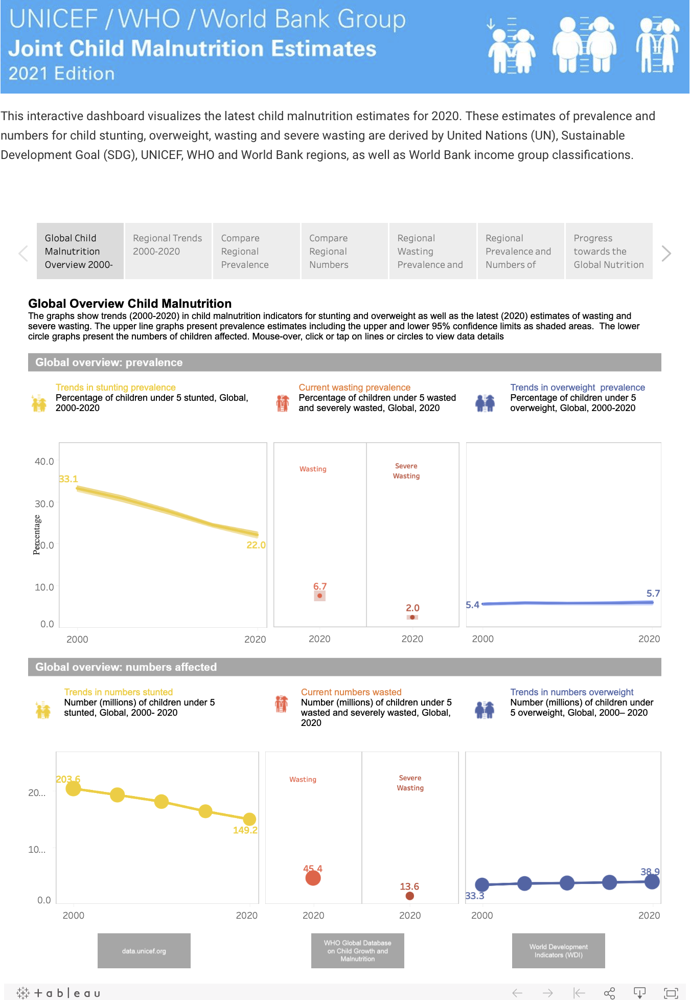 UNICEF / WHO / World Bank Group
Joint Child Malnutrition Estimates
2021 Edition
This interactive dashboard visualizes the latest child malnutrition estimates for 2020. These estimates of prevalence and
numbers for child stunting, overweight, wasting and severe wasting are derived by United Nations (UN), Sustainable
Development Goal (SDG), UNICEF, WHO and World Bank regions, as well as World Bank income group classifications.
Global Child
Malnutrition
Overview 2000-
Regional Trends
2000-2020
Compare
Regional
Prevalence
Compare
Regional
Numbers
Regional
Wasting
Prevalence and
Regional
Prevalence and
Numbers of
Progress
towards the
Global Nutrition
Global Overview Child Malnutrition
The graphs show trends (2000-2020) in child malnutrition indicators for stunting and overweight as well as the latest (2020) estimates of wasting and
severe wasting. The upper line graphs present prevalence estimates including the upper and lower 95% confidence limits as shaded areas.  The lower
circle graphs present the numbers of children affected. Mouse-over, click or tap on lines or circles to view data details
Global overview: prevalence
Trends in stunting prevalence
Percentage of children under 5 stunted, Global,
2000-2020
Current wasting prevalence
Percentage of children under 5 wasted
and severely wasted, Global, 2020
Trends in overweight  prevalence
Percentage of children under 5
overweight, Global, 2000-2020
Percentage
40.0
30.0
20.0
10.0
0.0
33.1
22.0
2000
2020
Wasting
6.7
2020
Severe
Wasting
2.0
2020
5.4
5.7
2000
2020
Global overview: numbers affected
Trends in numbers stunted
Number (millions) of children under 5
stunted, Global, 2000- 2020
Current numbers wasted
Number (millions) of children under 5
wasted and severely wasted, Global,
2020
Trends in numbers overweight
Number (millions) of children under
5 overweight, Global, 2000– 2020
20...
10...
0.0
203.6
149.2
2000
2020
Wasting
45.4
2020
Severe
Wasting
13.6
2020
33.3
38.9
2000
2020
data.unicef.org
WHO Global Database
on Child Growth and
Malnutrition
World Development
Indicators (WDI)
+ableau